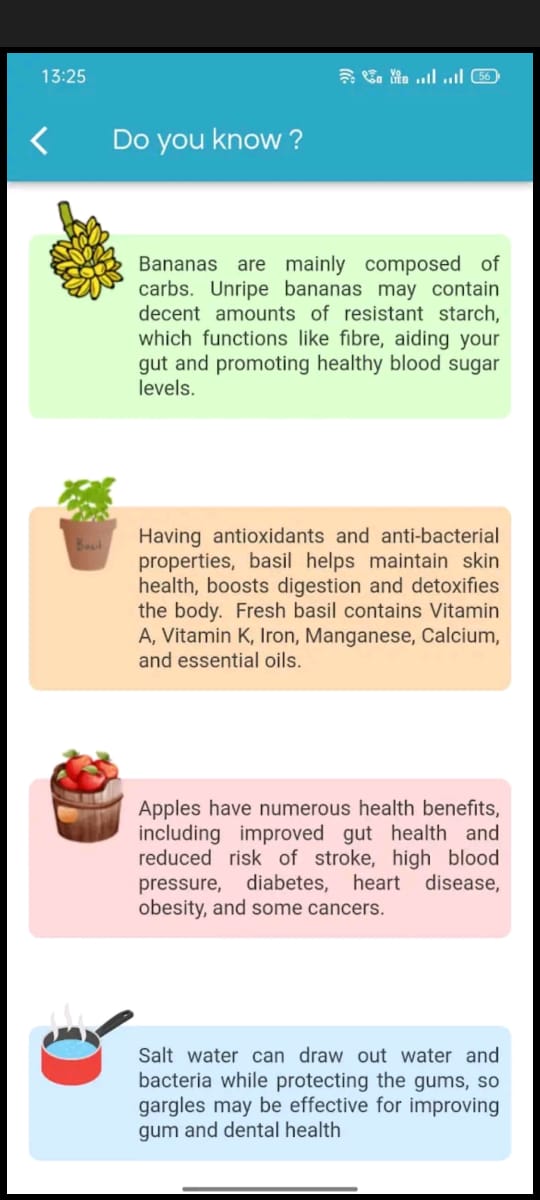 13:25
56
Do you know ?
Bananas are mainly composed of
carbs. Unripe bananas may contain
decent amounts of resistant starch,
which functions like fibre, aiding your
gut and promoting healthy blood sugar
levels.
Basil
Having antioxidants and anti-bacterial
properties, basil helps maintain skin
health, boosts digestion and detoxifies
the body. Fresh basil contains Vitamin
A, Vitamin K, Iron, Manganese, Calcium,
and essential oils.
Apples have numerous health benefits,
including improved gut health and
reduced risk of stroke, high blood
pressure, diabetes, heart disease,
obesity, and some cancers.
Salt water can draw out water and
bacteria while protecting the gums, so
gargles may be effective for improving
gum and dental health